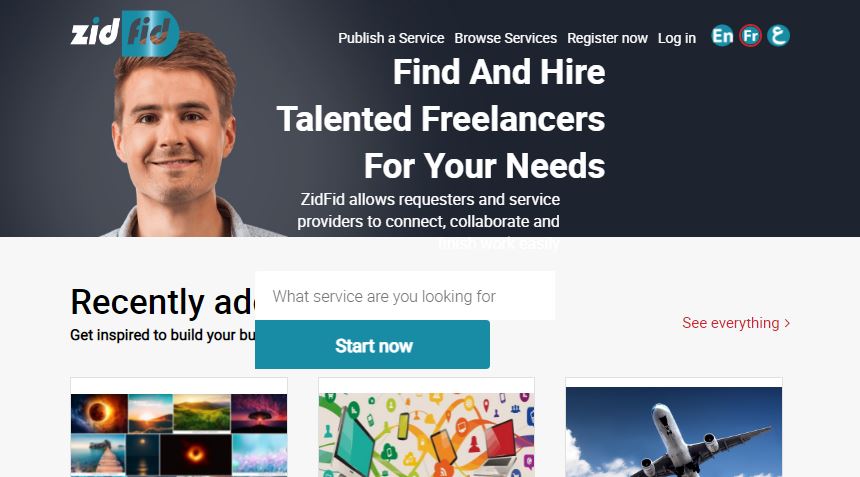 zid fid
Publish a Service Browse Services Register now Log in En Fr ع
Find And Hire
Talented Freelancers
For Your Needs
ZidFid allows requesters and service
providers to connect, collaborate and
finish work easily
Recently ad
What service are you looking for
See everything >
Get inspired to build your bu
Start now